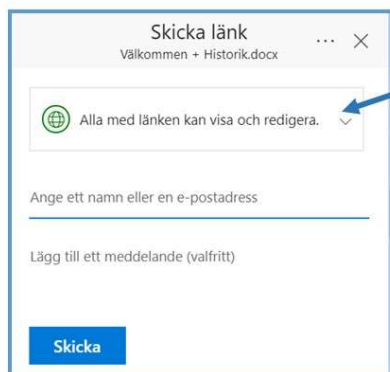 Skicka länk
Välkommen + Historik.docx
Alla med länken kan visa och redigera.
Ange ett namn eller en e-postadress
Lägg till ett meddelande (valfritt)
Skicka